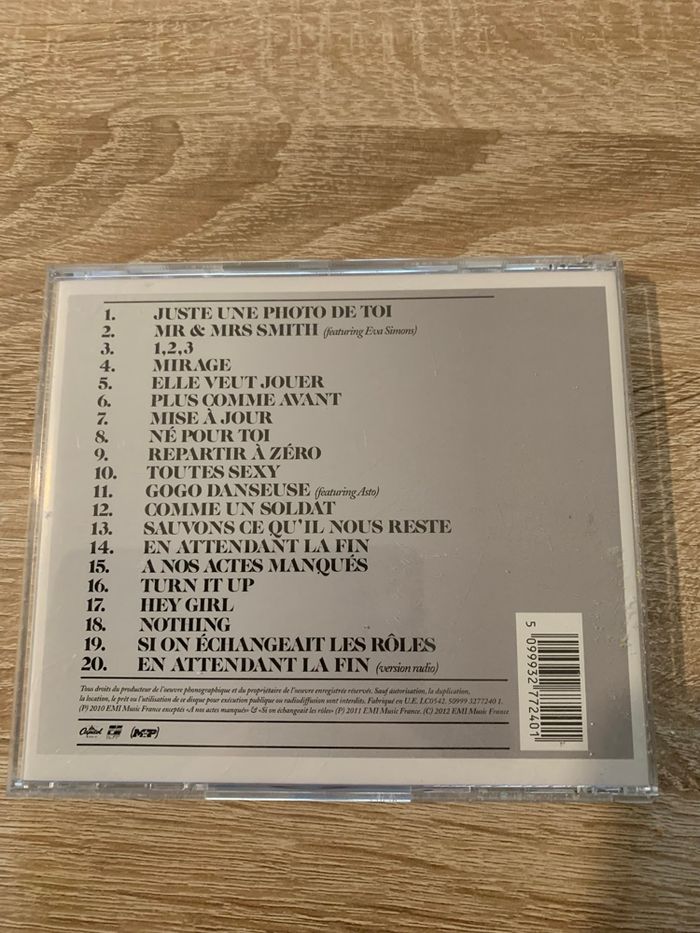 1. JUSTE UNE PHOTO DE TOI
2. MR & MRS SMITH (featuring Eva Simons)
3. 1,2,3
4. MIRAGE
5. ELLE VEUT JOUER
6. PLUS COMME AVANT
7. MISE À JOUR
8. NÉ POUR TOI
9. REPARTIR À ZÉRO
10. TOUTES SEXY
11. GOGO DANSEUSE (featuring Asto)
12. COMME UN SOLDAT
13. SAUVONS CE QU'IL NOUS RESTE
14. EN ATTENDANT LA FIN
15. A NOS ACTES MANQUÉS
16. TURN IT UP
17. HEY GIRL
18. NOTHING
19. SI ON ÉCHANGEAIT LES RÔLES
20. EN ATTENDANT LA FIN (version radio)
Tous droits du producteur de l'oeuvre phonographique et du propriétaire de l'oeuvre enregistrée réservés. Sauf autorisation, la duplication,
la location, le prêt ou l'utilisation de ce disque pour exécution publique ou radiodiffusion sont interdits. Fabriqué en U.E. LC0542. 50999 3277240 1.
(P) 2010 EMI Music France exceptés «A nos actes manqués» & «Si on échangeait les rôles» (P) 2011 EMI Music France. (C) 2012 EMI Music France
Capitol
5 099932 772401